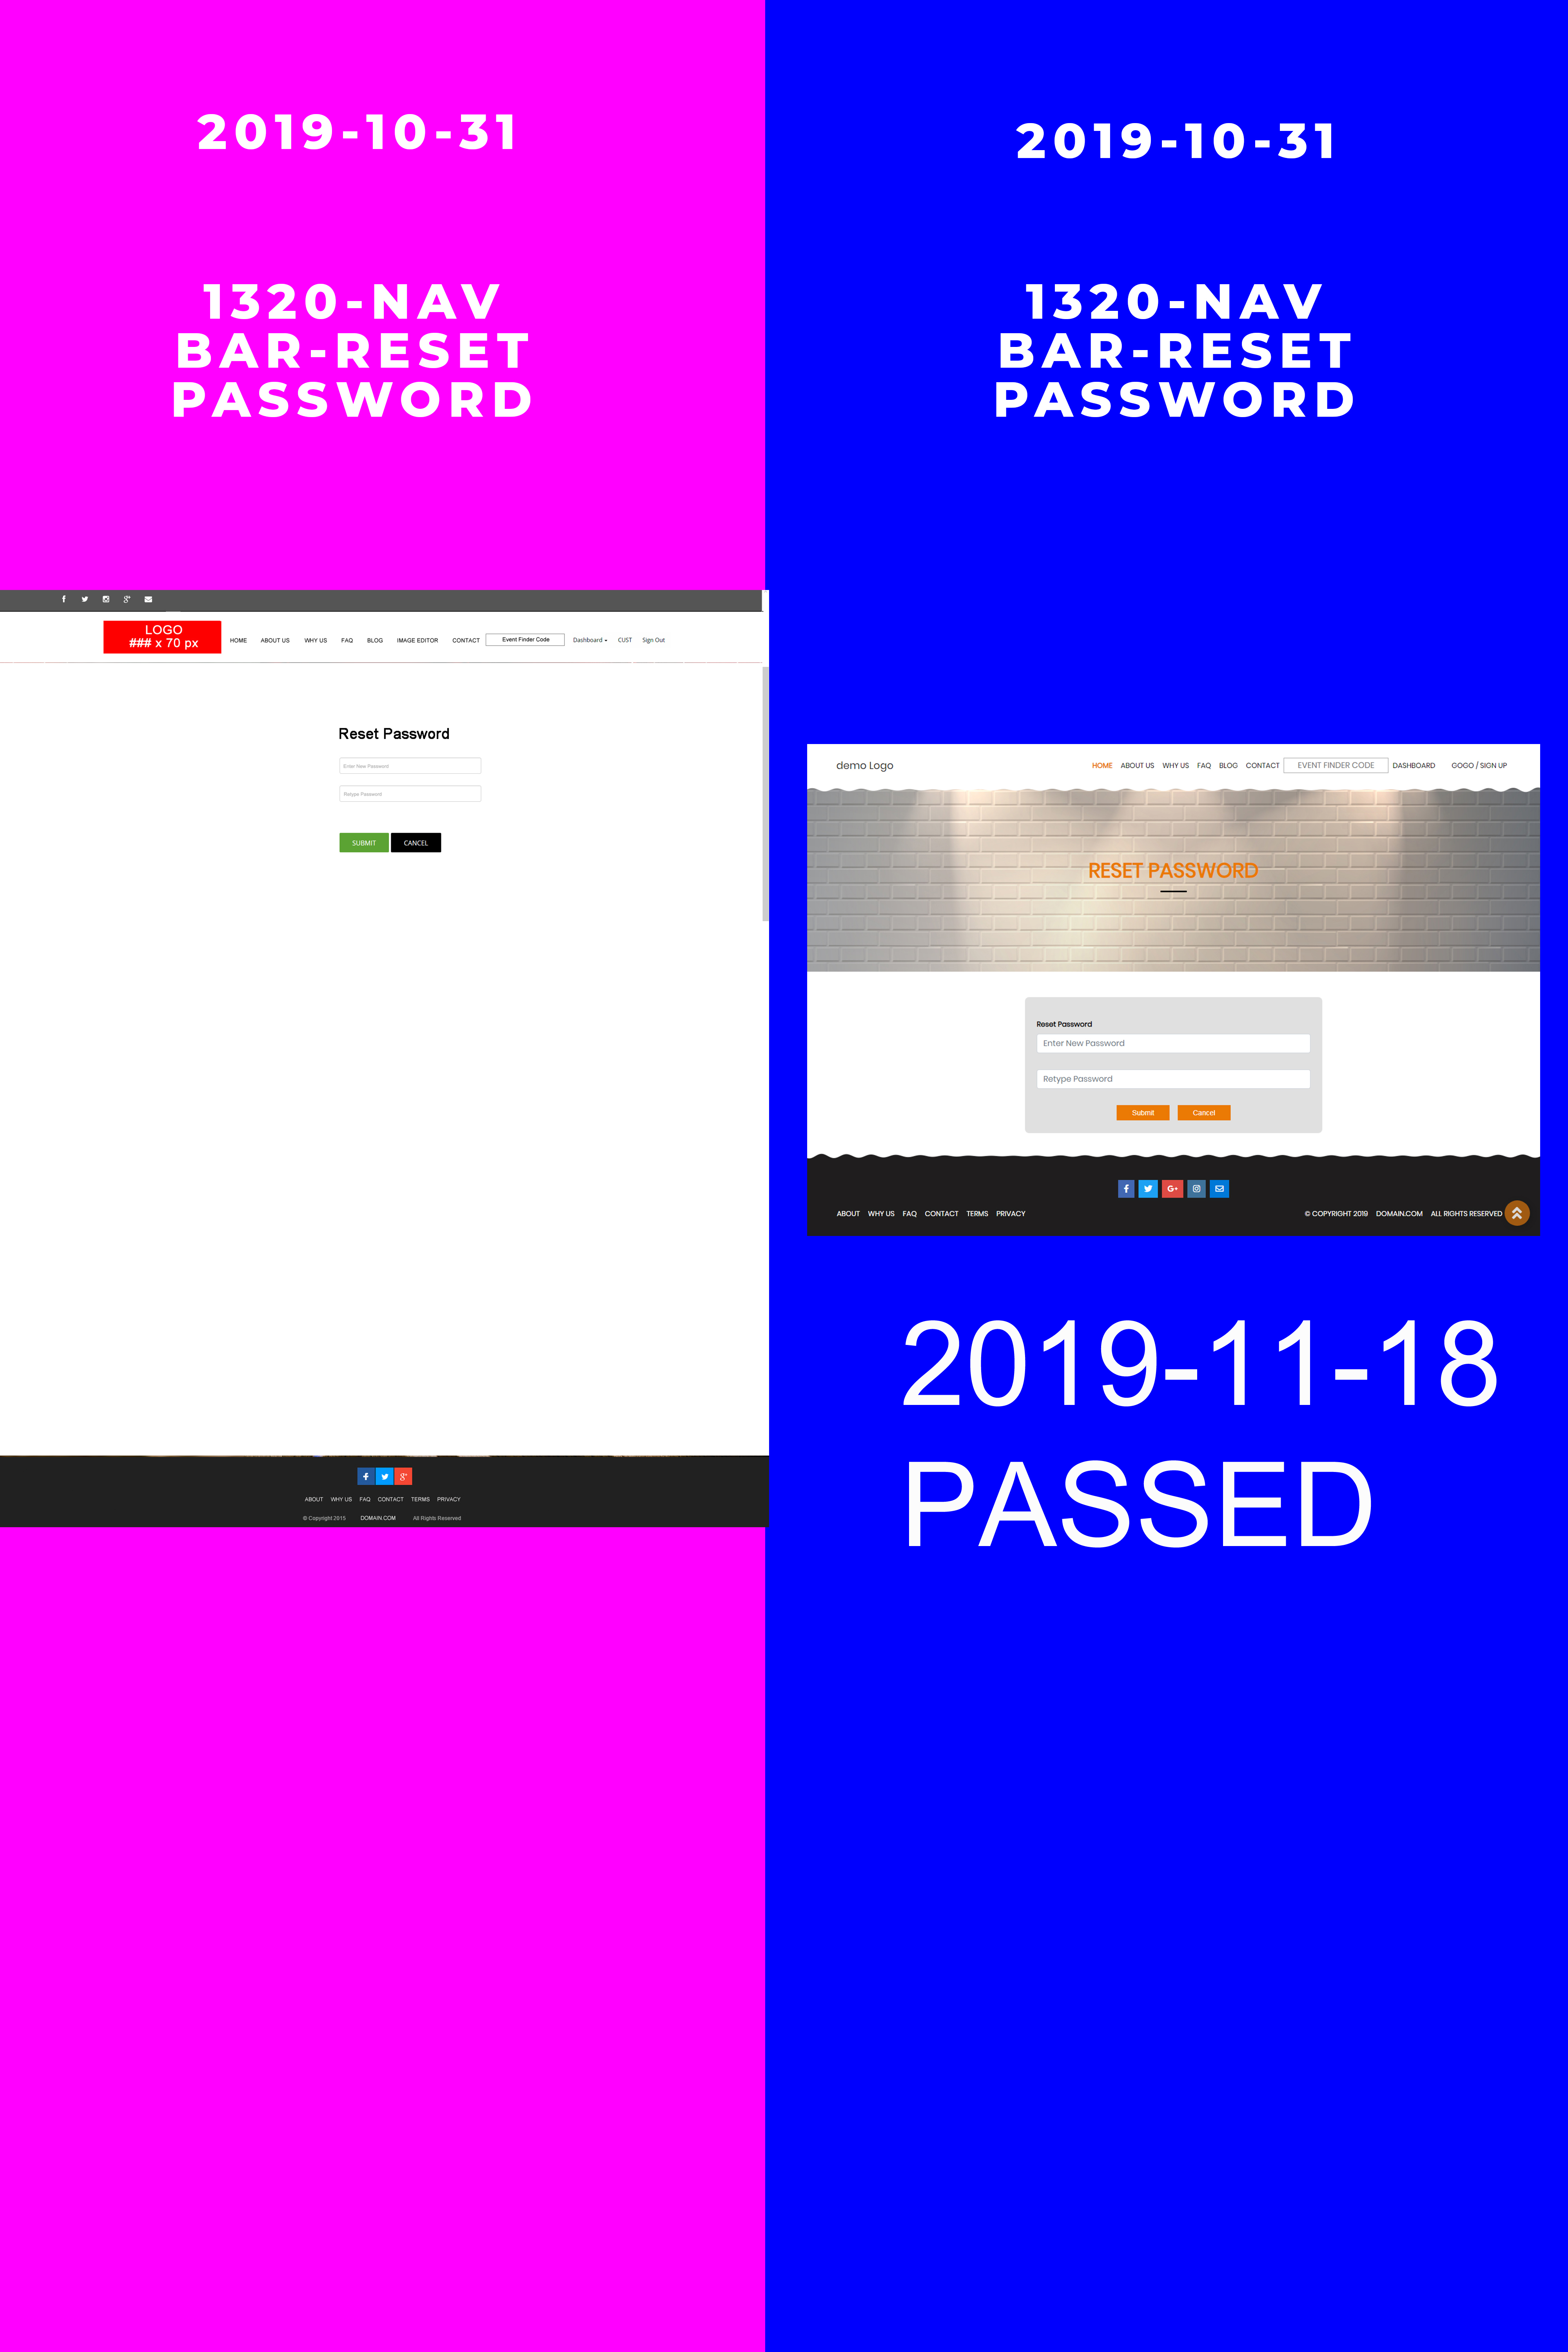 2019-10-31
1320-NAV
BAR-RESET
PASSWORD
LOGO
### x 70 px
HOME ABOUT US WHY US FAQ BLOG IMAGE EDITOR CONTACT Event Finder Code Dashboard CUST Sign Out
Reset Password
Enter New Password
Retype Password
SUBMIT CANCEL
ABOUT WHY US FAQ CONTACT TERMS PRIVACY
© Copyright 2015 DOMAIN.COM All Rights Reserved
2019-10-31
1320-NAV
BAR-RESET
PASSWORD
demo Logo HOME ABOUT US WHY US FAQ BLOG CONTACT EVENT FINDER CODE DASHBOARD GOGO / SIGN UP
RESET PASSWORD
Reset Password
Enter New Password
Retype Password
Submit Cancel
ABOUT WHY US FAQ CONTACT TERMS PRIVACY © COPYRIGHT 2019 DOMAIN.COM ALL RIGHTS RESERVED
2019-11-18
PASSED